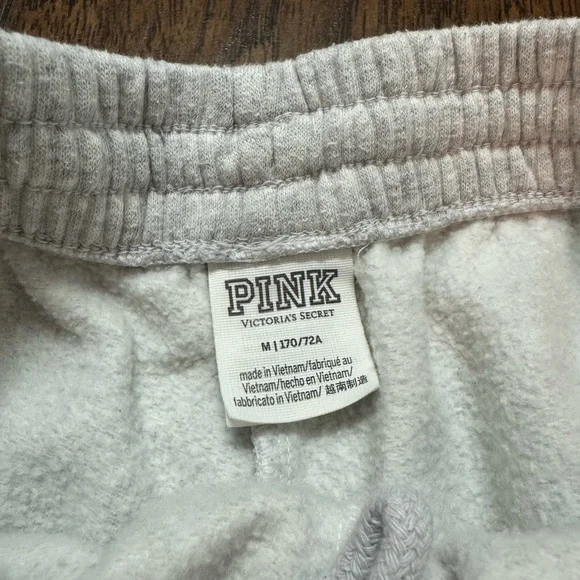 PINK
VICTORIA'S SECRET
M | 170/72A
made in Vietnam/fabriqué au
Vietnam/hecho en Vietnam/
fabbricato in Vietnam/ 越南制造